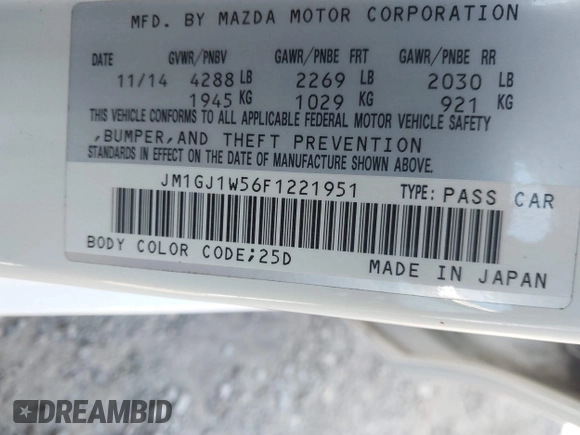 MFD. BY MAZDA MOTOR CORPORATION
DATE GVWR/PNBV GAWR/PNBE FRT GAWR/PNBE RR
11/14 4288 LB 2269 LB 2030 LB
1945 KG 1029 KG 921 KG
THIS VEHICLE CONFORMS TO ALL APPLICABLE FEDERAL MOTOR VEHICLE SAFETY
,BUMPER,AND THEFT PREVENTION
STANDARDS IN EFFECT ON THE DATE OF MANUFACTURE SHOWN ABOVE.
JM1GJ1W56F1221951 TYPE: PASS CAR
BODY COLOR CODE;25D MADE IN JAPAN
DREAMBID